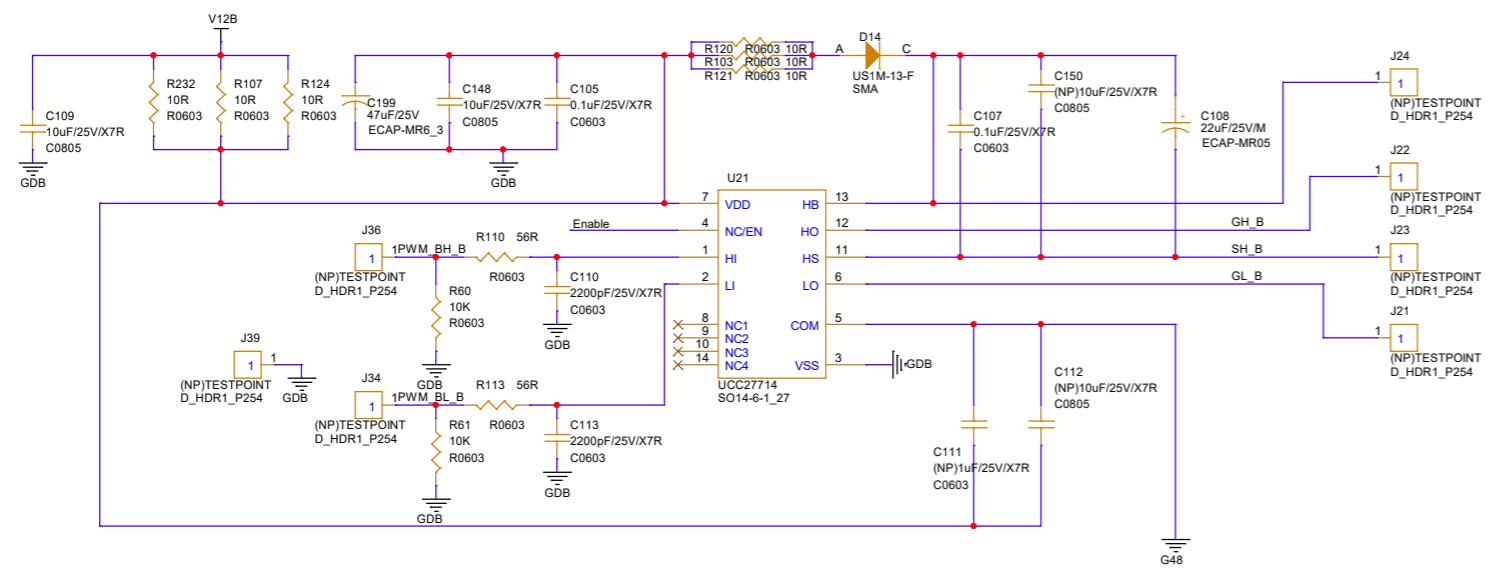 V12B
C109
10uF/25V/X7R
C0805
GDB
R232
10R
R0603
R107
10R
R0603
R124
10R
R0603
C199
47uF/25V
ECAP-MR6_3
C148
10uF/25V/X7R
C0805
C105
0.1uF/25V/X7R
C0603
GDB
R120 R0603 10R
R103 R0603 10R
R121 R0603 10R
A
D14
C
US1M-13-F
SMA
C107
0.1uF/25V/X7R
C0603
C150
(NP)10uF/25V/X7R
C0805
+
C108
22uF/25V/M
ECAP-MR05
J24
1
1
(NP)TESTPOINT
D_HDR1_P254
J22
1
1
(NP)TESTPOINT
D_HDR1_P254
J23
1
1
(NP)TESTPOINT
D_HDR1_P254
J21
1
1
(NP)TESTPOINT
D_HDR1_P254
GH_B
SH_B
GL_B
U21
7 VDD HB 13
4 NC/EN HO 12
1 HI HS 11
2 LI LO 6
8 NC1 COM 5
9 NC2
10 NC3
14 NC4 VSS 3
UCC27714
SO14-6-1_27
GDB
Enable
J36
1
1
PWM_BH_B
(NP)TESTPOINT
D_HDR1_P254
R110 56R
R0603
R60
10K
R0603
GDB
C110
2200pF/25V/X7R
C0603
GDB
J39
1
1
(NP)TESTPOINT
D_HDR1_P254
GDB
J34
1
1
PWM_BL_B
(NP)TESTPOINT
D_HDR1_P254
R113 56R
R0603
R61
10K
R0603
GDB
C113
2200pF/25V/X7R
C0603
GDB
C112
(NP)10uF/25V/X7R
C0805
C111
(NP)1uF/25V/X7R
C0603
G48